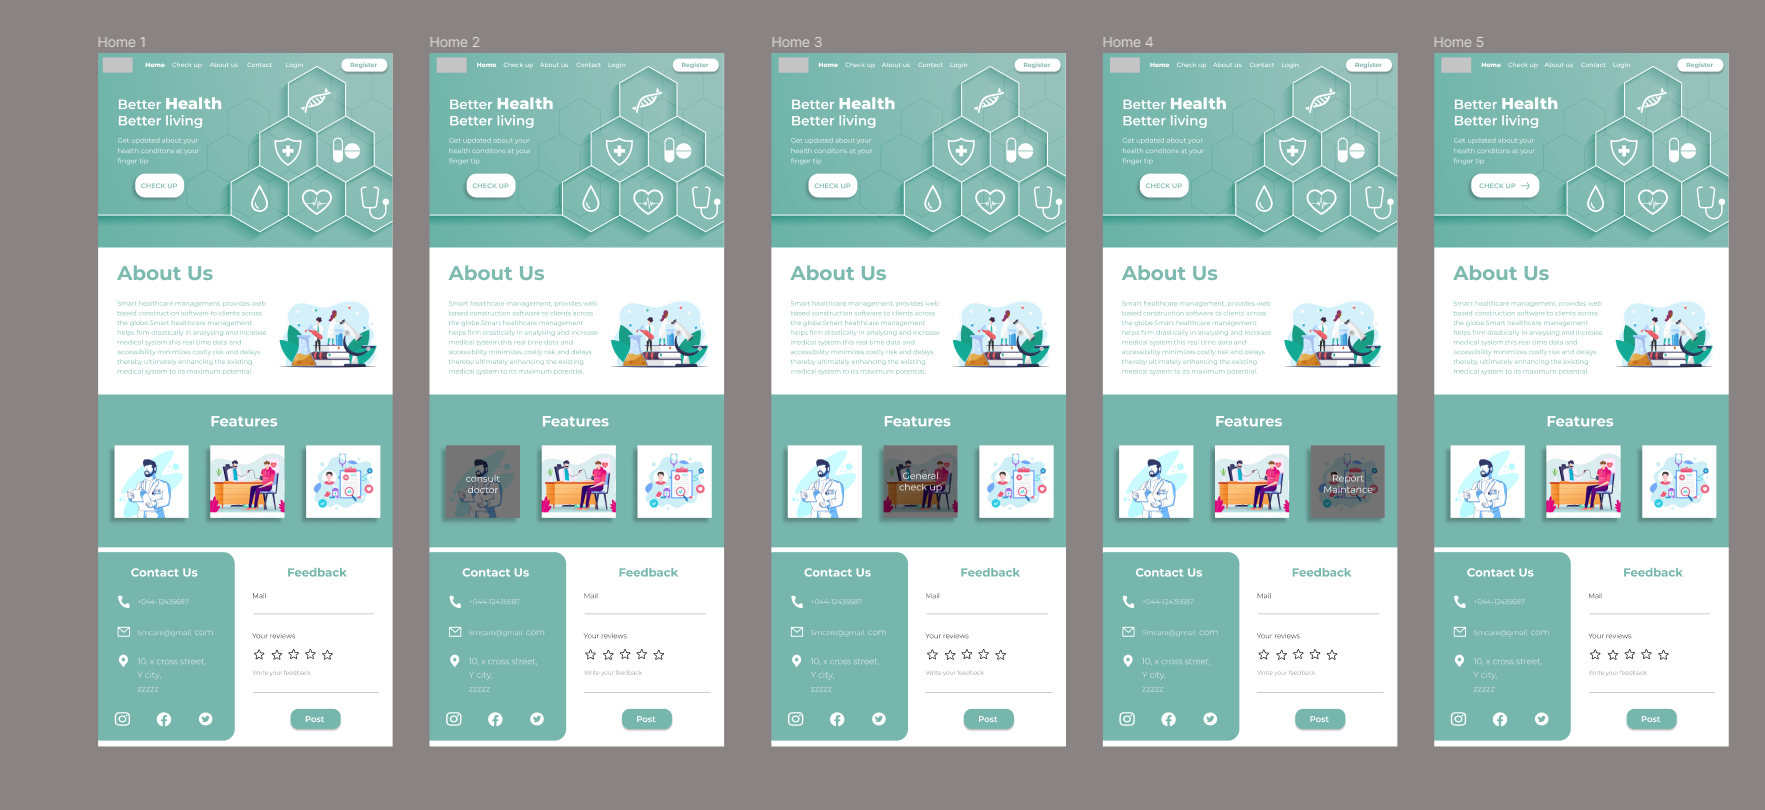 Home 1
Home Check up About us Contact Login Register
Better Health
Better living
Get updated about your
health conditons at your
finger tip
CHECK UP
About Us
Smart healthcare management, provides web
based construction software to clients across
the globe.Smart healthcare management
helps firm drastically in analysing and increase
medical system.this real time data and
accessibility minimizes costly risk and delays
thereby ultimately enhancing the existing
medical system to its maximum potential.
Features
Contact Us
+044-12435687
Smcare@gmail. com
10, x cross street,
Y city,
zzzzz
Feedback
Mail
Your reviews
Write your feedback
Post
Home 2
Home Check up About us Contact Login Register
Better Health
Better living
Get updated about your
health conditons at your
finger tip
CHECK UP
About Us
Smart healthcare management, provides web
based construction software to clients across
the globe.Smart healthcare management
helps firm drastically in analysing and increase
medical system.this real time data and
accessibility minimizes costly risk and delays
thereby ultimately enhancing the existing
medical system to its maximum potential.
Features
consult
doctor
Contact Us
+044-12435687
Smcare@gmail. com
10, x cross street,
Y city,
zzzzz
Feedback
Mail
Your reviews
Write your feedback
Post
Home 3
Home Check up About us Contact Login Register
Better Health
Better living
Get updated about your
health conditons at your
finger tip
CHECK UP
About Us
Smart healthcare management, provides web
based construction software to clients across
the globe.Smart healthcare management
helps firm drastically in analysing and increase
medical system.this real time data and
accessibility minimizes costly risk and delays
thereby ultimately enhancing the existing
medical system to its maximum potential.
Features
General
check up
Contact Us
+044-12435687
Smcare@gmail. com
10, x cross street,
Y city,
zzzzz
Feedback
Mail
Your reviews
Write your feedback
Post
Home 4
Home Check up About us Contact Login Register
Better Health
Better living
Get updated about your
health conditons at your
finger tip
CHECK UP
About Us
Smart healthcare management, provides web
based construction software to clients across
the globe.Smart healthcare management
helps firm drastically in analysing and increase
medical system.this real time data and
accessibility minimizes costly risk and delays
thereby ultimately enhancing the existing
medical system to its maximum potential.
Features
Report
Maintance
Contact Us
+044-12435687
Smcare@gmail. com
10, x cross street,
Y city,
zzzzz
Feedback
Mail
Your reviews
Write your feedback
Post
Home 5
Home Check up About us Contact Login Register
Better Health
Better living
Get updated about your
health conditons at your
finger tip
CHECK UP
About Us
Smart healthcare management, provides web
based construction software to clients across
the globe.Smart healthcare management
helps firm drastically in analysing and increase
medical system.this real time data and
accessibility minimizes costly risk and delays
thereby ultimately enhancing the existing
medical system to its maximum potential.
Features
Contact Us
+044-12435687
Smcare@gmail. com
10, x cross street,
Y city,
zzzzz
Feedback
Mail
Your reviews
Write your feedback
Post